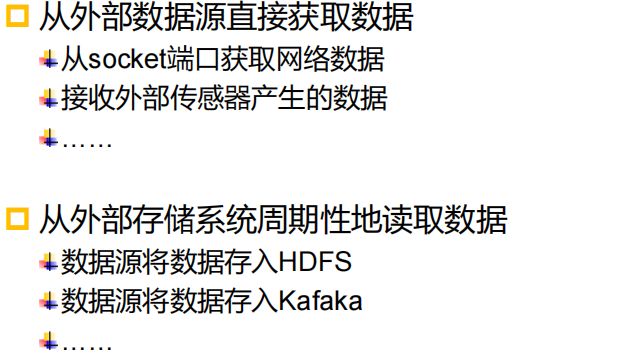 从外部数据源直接获取数据
从socket端口获取网络数据
接收外部传感器产生的数据
……
从外部存储系统周期性地读取数据
数据源将数据存入HDFS
数据源将数据存入Kafaka
……